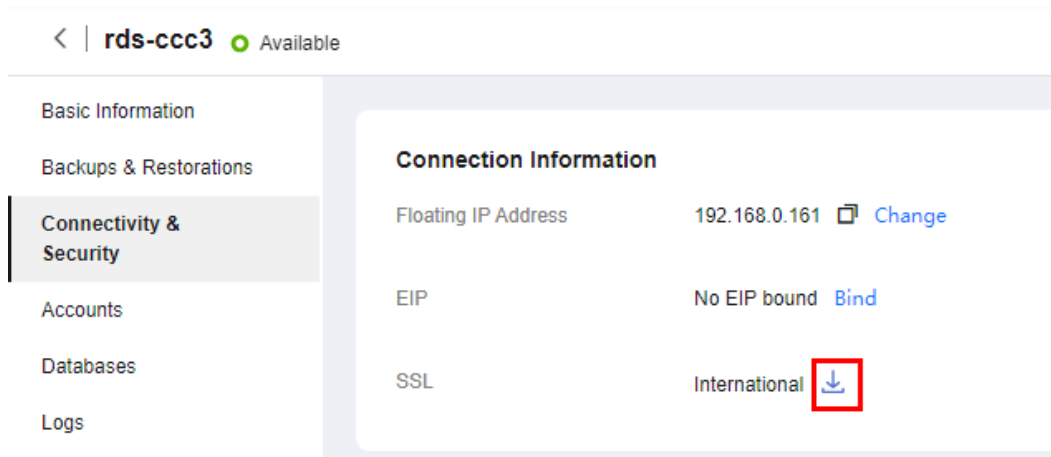 rds-ccc3 Available
Basic Information
Backups & Restorations
Connectivity &
Security
Accounts
Databases
Logs
Connection Information
Floating IP Address 192.168.0.161 Change
EIP No EIP bound Bind
SSL International